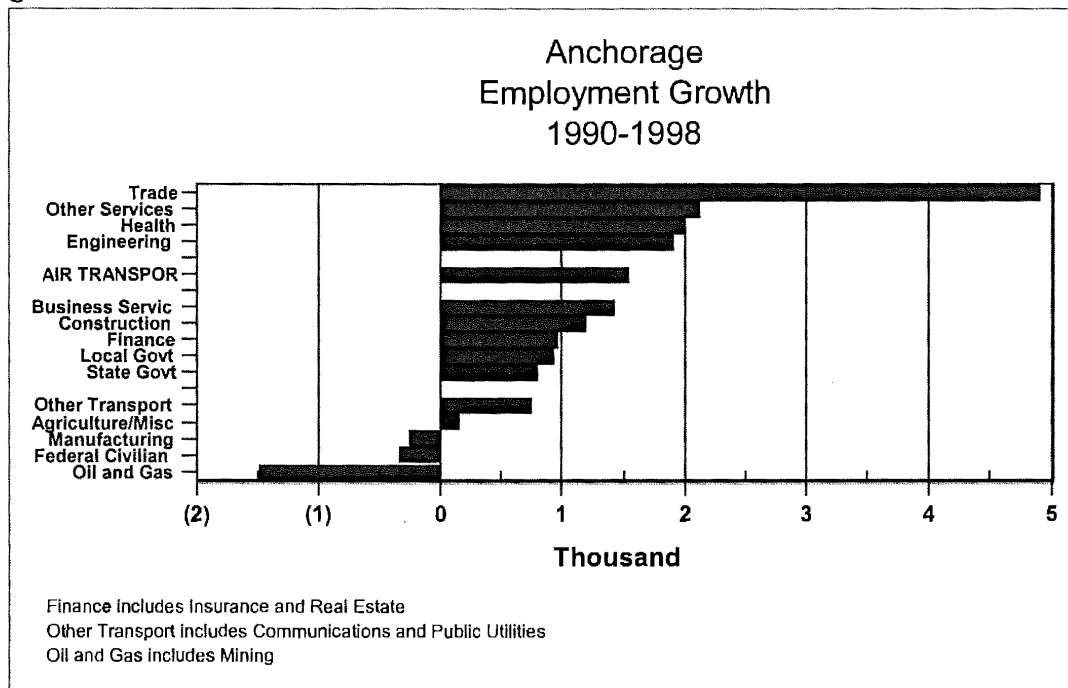 Anchorage
Employment Growth
1990-1998
Trade
Other Services
Health
Engineering
AIR TRANSPOR
Business Servic
Construction
Finance
Local Govt
State Govt
Other Transport
Agriculture/Misc
Manufacturing
Federal Civilian
Oil and Gas
(2) (1) 0 1 2 3 4 5
Thousand
Finance includes Insurance and Real Estate
Other Transport includes Communications and Public Utilities
Oil and Gas includes Mining